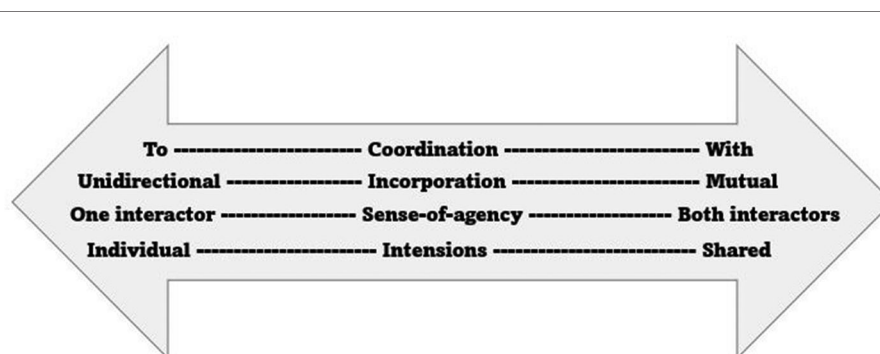 To ------------------------- Coordination -------------------------- With
Unidirectional ------------------ Incorporation ------------------------- Mutual
One interactor ------------------ Sense-of-agency ------------------- Both interactors
Individual ------------------------ Intensions --------------------------- Shared